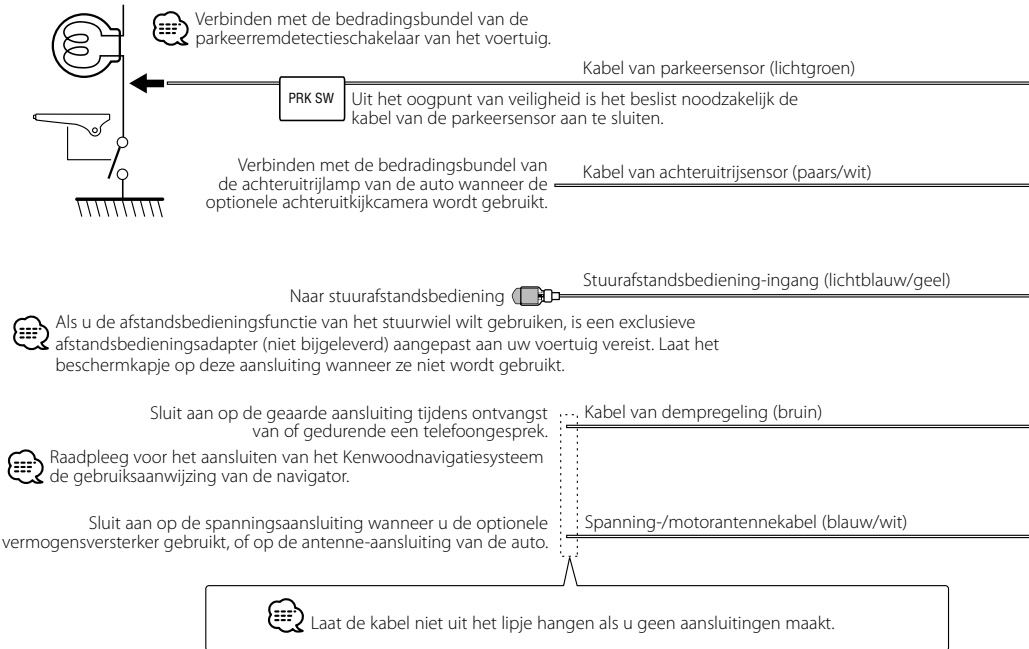 Verbinden met de bedradingsbundel van de
parkeerremdetectieschakelaar van het voertuig.
Kabel van parkeersensor (lichtgroen)
PRK SW
Uit het oogpunt van veiligheid is het beslist noodzakelijk de
kabel van de parkeersensor aan te sluiten.
Verbinden met de bedradingsbundel van
de achteruitrijlamp van de auto wanneer de
optionele achteruitkijkcamera wordt gebruikt.
Kabel van achteruitrijsensor (paars/wit)
Stuurafstandsbediening-ingang (lichtblauw/geel)
Naar stuurafstandsbediening
Als u de afstandsbedieningsfunctie van het stuurwiel wilt gebruiken, is een exclusieve
afstandsbedieningsadapter (niet bijgeleverd) aangepast aan uw voertuig vereist. Laat het
beschermkapje op deze aansluiting wanneer ze niet wordt gebruikt.
Sluit aan op de geaarde aansluiting tijdens ontvangst
van of gedurende een telefoongesprek.
Kabel van dempregeling (bruin)
Raadpleeg voor het aansluiten van het Kenwoodnavigatiesysteem
de gebruiksaanwijzing van de navigator.
Sluit aan op de spanningsaansluiting wanneer u de optionele
vermogensversterker gebruikt, of op de antenne-aansluiting van de auto.
Spanning-/motorantennekabel (blauw/wit)
Laat de kabel niet uit het lipje hangen als u geen aansluitingen maakt.